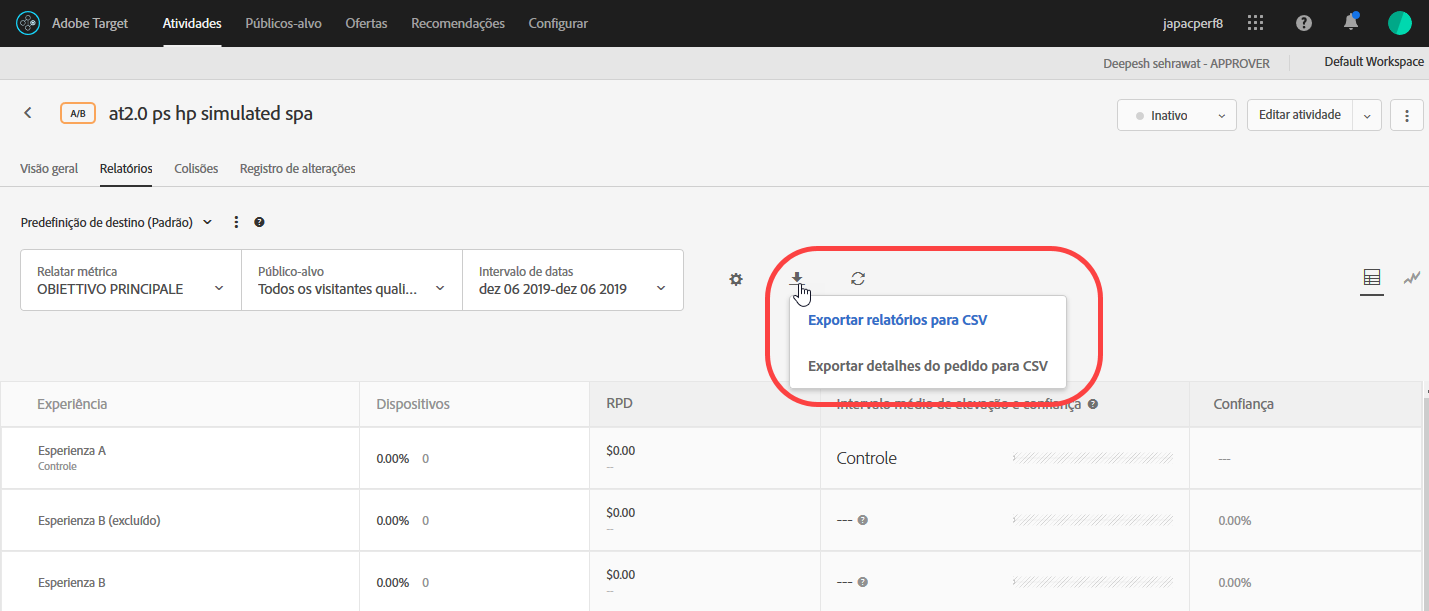 Adobe Target
Atividades
Públicos-alvo
Ofertas
Recomendações
Configurar
japacperf8
Deepesh sehrawat - APPROVER
Default Workspace
A/B
at2.0 ps hp simulated spa
Inativo
Editar atividade
Visão geral
Relatórios
Colisões
Registro de alterações
Predefinição de destino (Padrão)
Relatar métrica
OBIETTIVO PRINCIPALE
Público-alvo
Todos os visitantes quali...
Intervalo de datas
dez 06 2019-dez 06 2019
Exportar relatórios para CSV
Exportar detalhes do pedido para CSV
Experiência
Dispositivos
RPD
Intervalo médio de elevação e confiança
Confiança
Esperienza A
Controle
0.00% 0
$0.00
--
Controle
---
Esperienza B (excluído)
0.00% 0
$0.00
--
---
0.00%
Esperienza B
0.00% 0
$0.00
--
---
0.00%